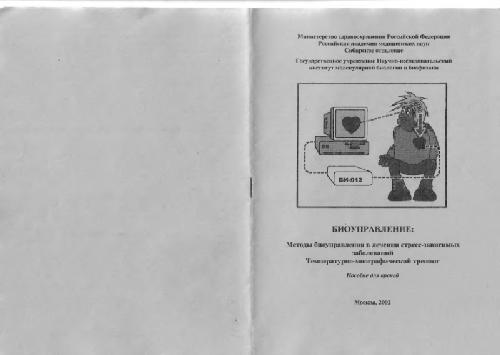 Министерство здравоохранения Российской Федерации
Российская академия медицинских наук
Сибирское отделение
Государственное учреждение Научно-исследовательский
институт молекулярной биологии и биофизики
БИ-012
БИОУПРАВЛЕНИЕ:
Методы биоуправления в лечении стресс-зависимых
заболеваний
Температурно-миографический тренинг
Пособие для врачей
Москва, 2002